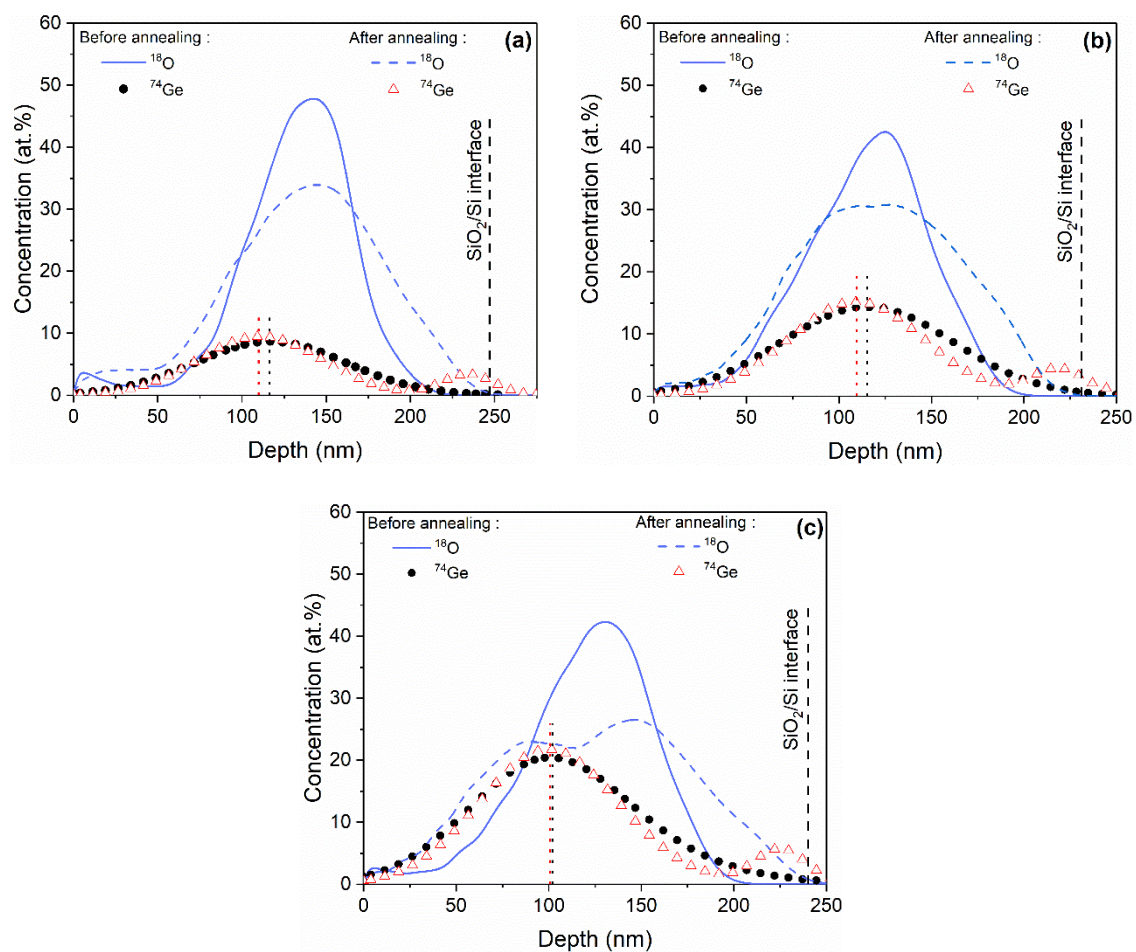 (a)
Before annealing :
After annealing :
¹⁸O
¹⁸O
⁷⁴Ge
⁷⁴Ge
SiO₂/Si interface
Concentration (at.%)
60
50
40
30
20
10
0
0 50 100 150 200 250
Depth (nm)
(b)
Before annealing :
After annealing :
¹⁸O
¹⁸O
⁷⁴Ge
⁷⁴Ge
SiO₂/Si interface
Concentration (at.%)
60
50
40
30
20
10
0
0 50 100 150 200 250
Depth (nm)
(c)
Before annealing :
After annealing :
¹⁸O
¹⁸O
⁷⁴Ge
⁷⁴Ge
SiO₂/Si interface
Concentration (at.%)
60
50
40
30
20
10
0
0 50 100 150 200 250
Depth (nm)